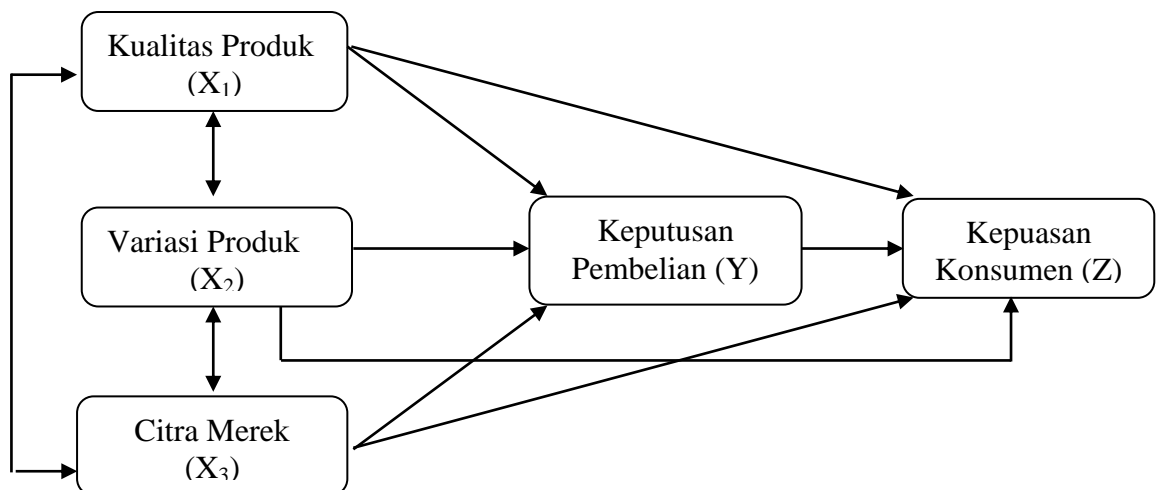 Kualitas Produk
(X₁)
Variasi Produk
(X₂)
Citra Merek
(X₃)
Keputusan
Pembelian (Y)
Kepuasan
Konsumen (Z)